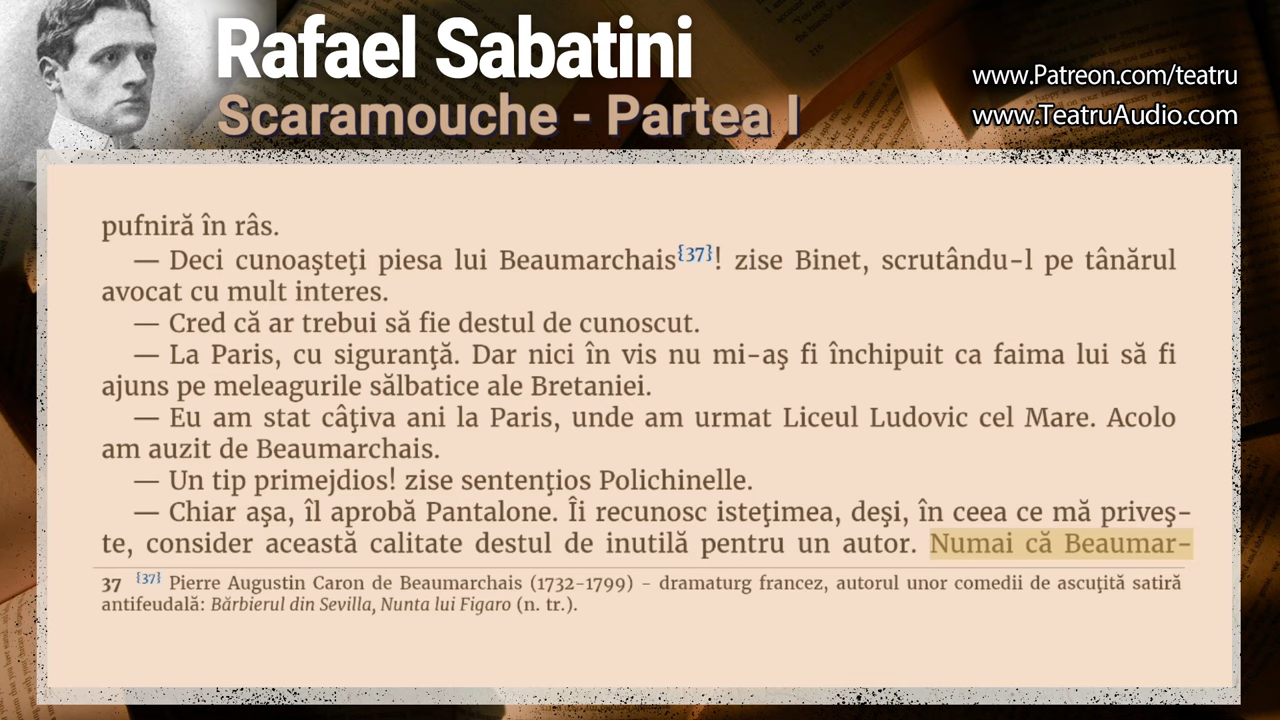 Rafael Sabatini
Scaramouche - Partea I
www.Patreon.com/teatru
www.TeatruAudio.com
pufniră în râs.
— Deci cunoaşteţi piesa lui Beaumarchais{37}! zise Binet, scrutându-l pe tânărul
avocat cu mult interes.
— Cred că ar trebui să fie destul de cunoscut.
— La Paris, cu siguranţă. Dar nici în vis nu mi-aş fi închipuit ca faima lui să fi
ajuns pe meleagurile sălbatice ale Bretaniei.
— Eu am stat câţiva ani la Paris, unde am urmat Liceul Ludovic cel Mare. Acolo
am auzit de Beaumarchais.
— Un tip primejdios! zise sentenţios Polichinelle.
— Chiar aşa, îl aprobă Pantalone. Îi recunosc isteţimea, deşi, în ceea ce mă priveş-
te, consider această calitate destul de inutilă pentru un autor. Numai că Beaumar-
37 {37} Pierre Augustin Caron de Beaumarchais (1732-1799) – dramaturg francez, autorul unor comedii de ascuţită satiră
antifeudală: Bărbierul din Sevilla, Nunta lui Figaro (n. tr.).